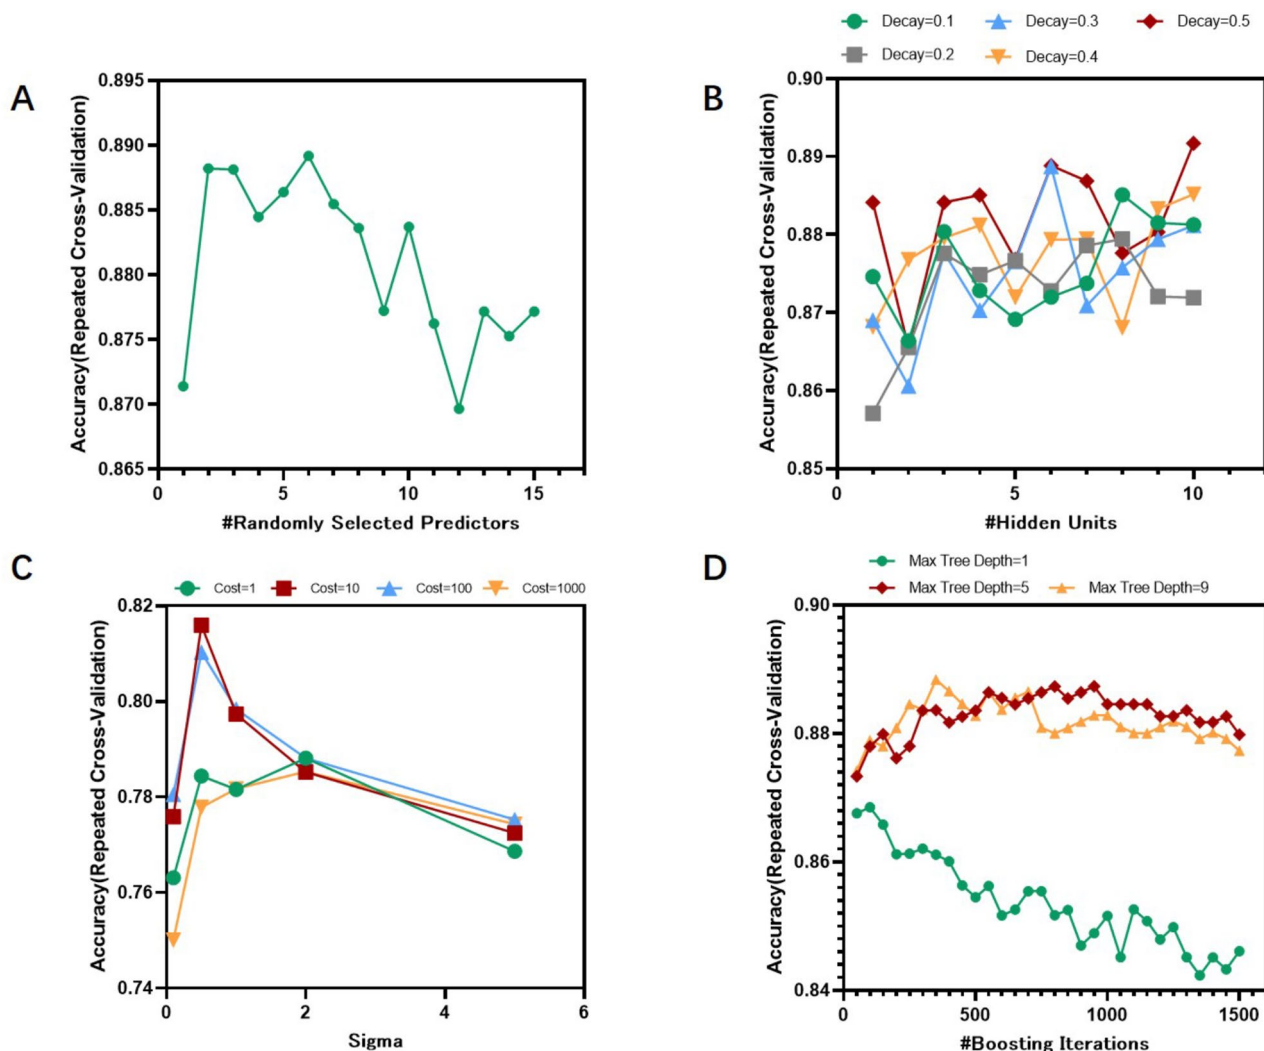 A
Accuracy(Repeated Cross-Validation)
0.895
0.890
0.885
0.880
0.875
0.870
0.865
0 5 10 15
#Randomly Selected Predictors
B
Decay=0.1 Decay=0.3 Decay=0.5
Decay=0.2 Decay=0.4
Accuracy(Repeated Cross-Validation)
0.90
0.89
0.88
0.87
0.86
0.85
0 5 10
#Hidden Units
C
Cost=1 Cost=10 Cost=100 Cost=1000
Accuracy(Repeated Cross-Validation)
0.82
0.80
0.78
0.76
0.74
0 2 4 6
Sigma
D
Max Tree Depth=1
Max Tree Depth=5 Max Tree Depth=9
Accuracy(Repeated Cross-Validation)
0.90
0.88
0.86
0.84
0 500 1000 1500
#Boosting Iterations